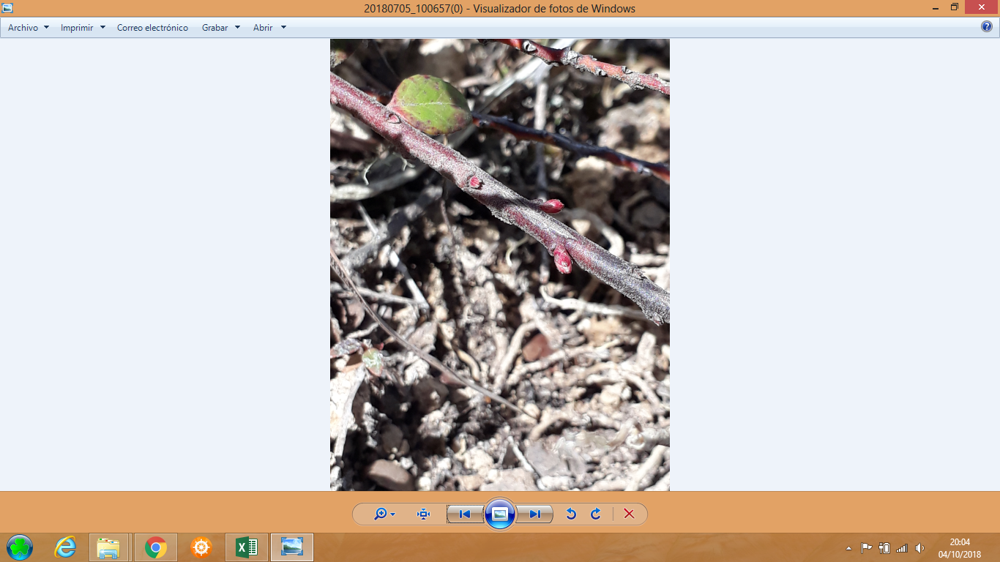 20180705_100657(0) - Visualizador de fotos de Windows
Archivo Imprimir Correo electrónico Grabar Abrir
20:04
04/10/2018